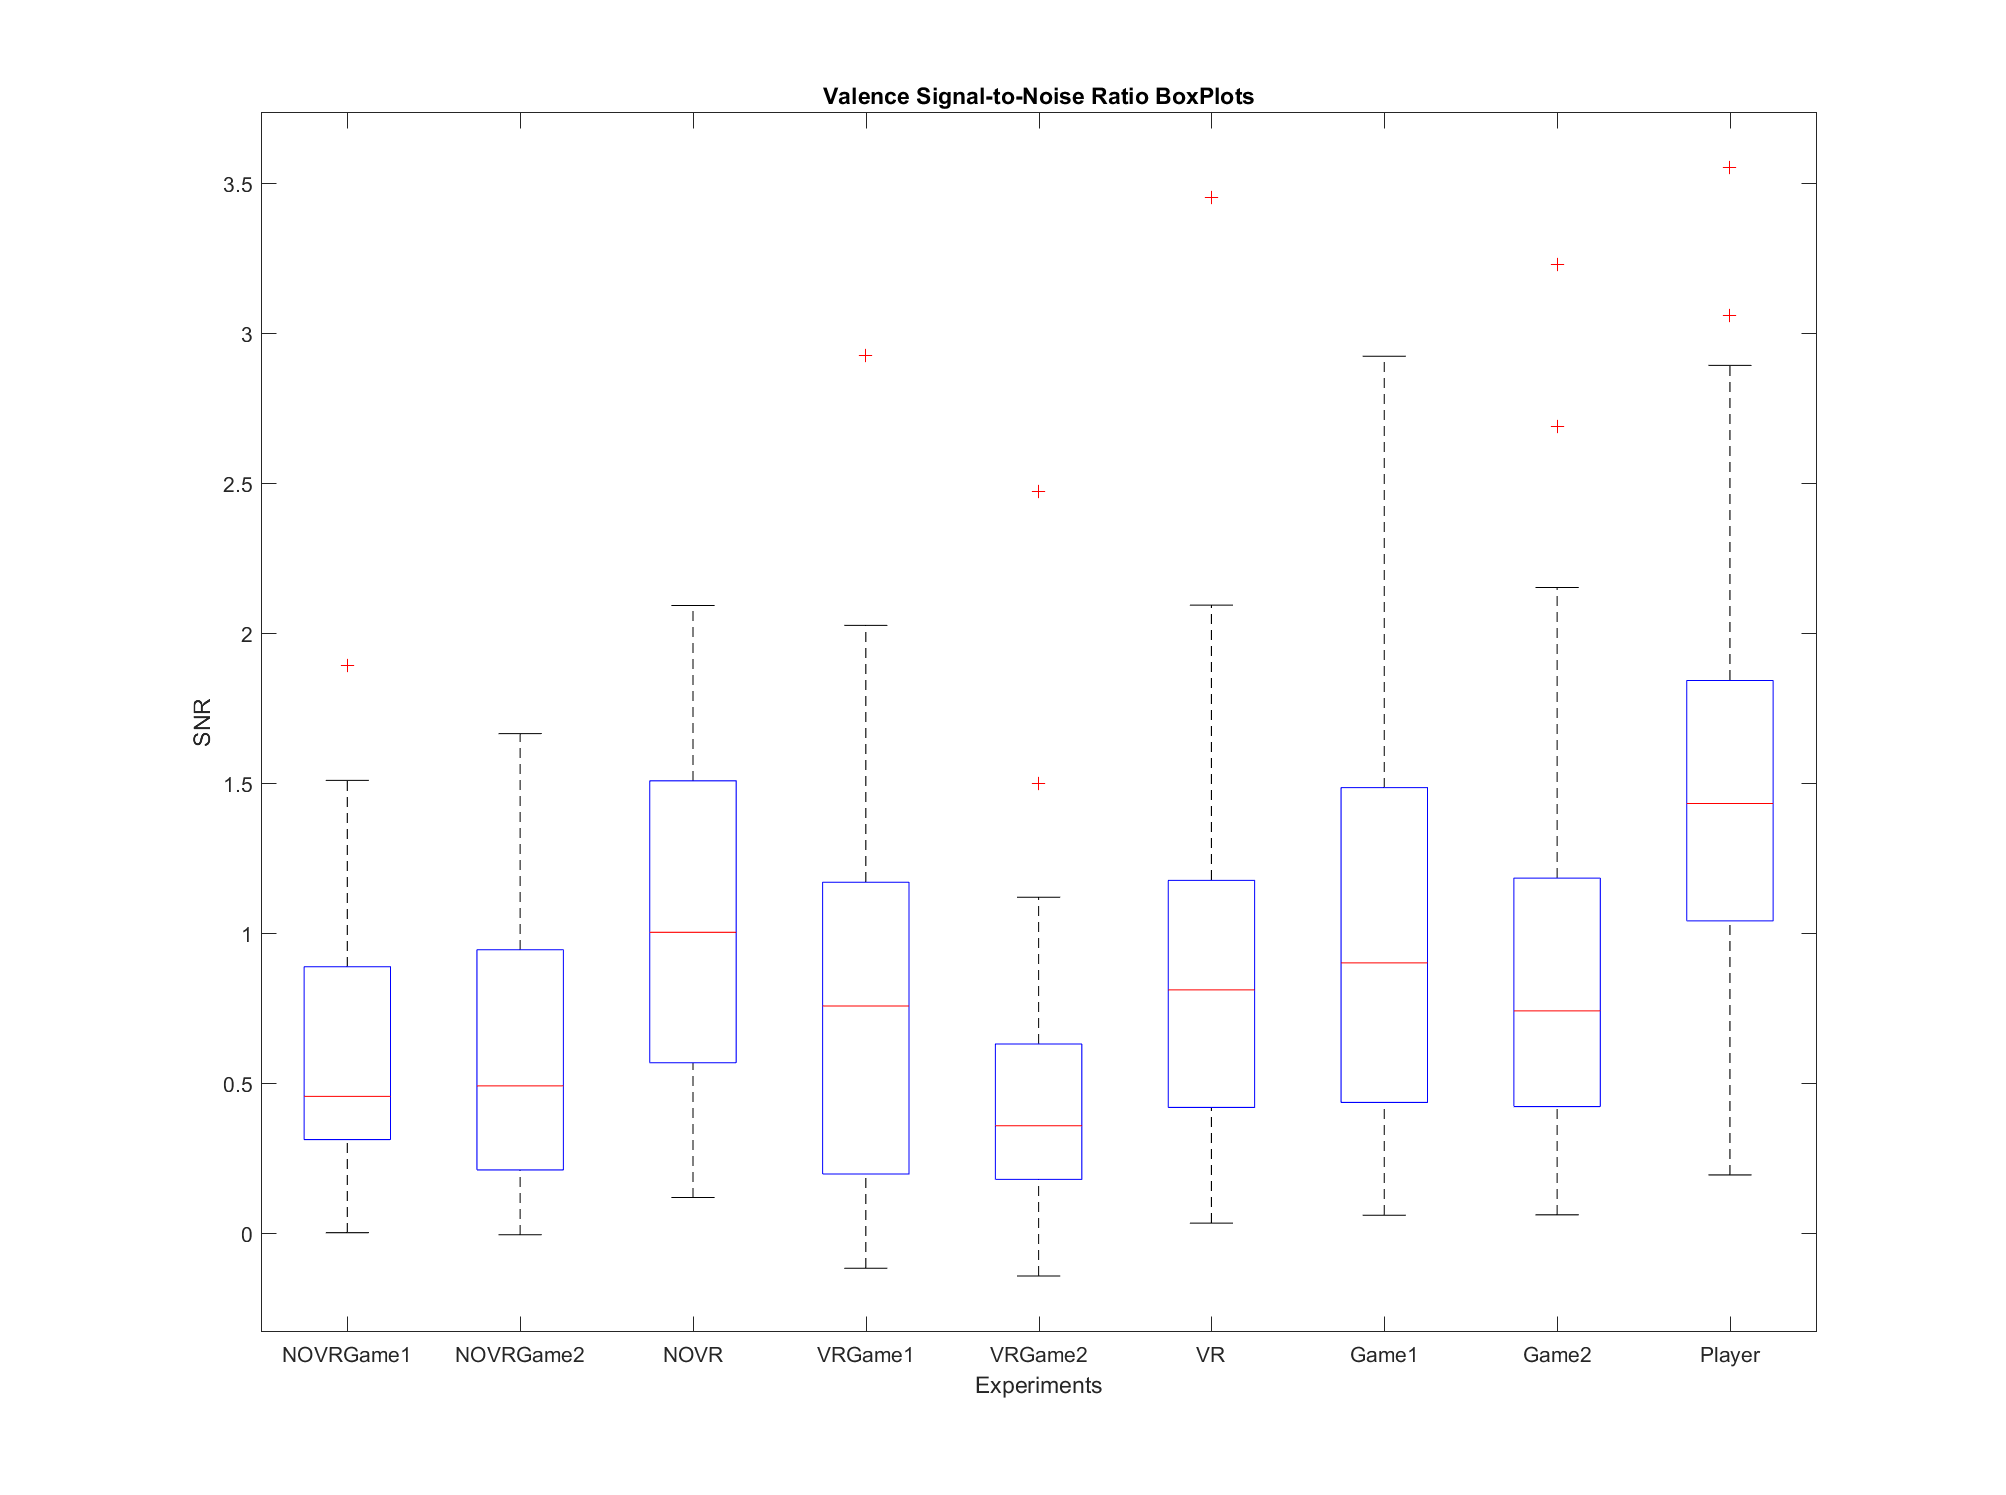 Valence Signal-to-Noise Ratio BoxPlots
SNR
3.5
3
2.5
2
1.5
1
0.5
0
NOVRGame1 NOVRGame2 NOVR VRGame1 VRGame2 VR Game1 Game2 Player
Experiments